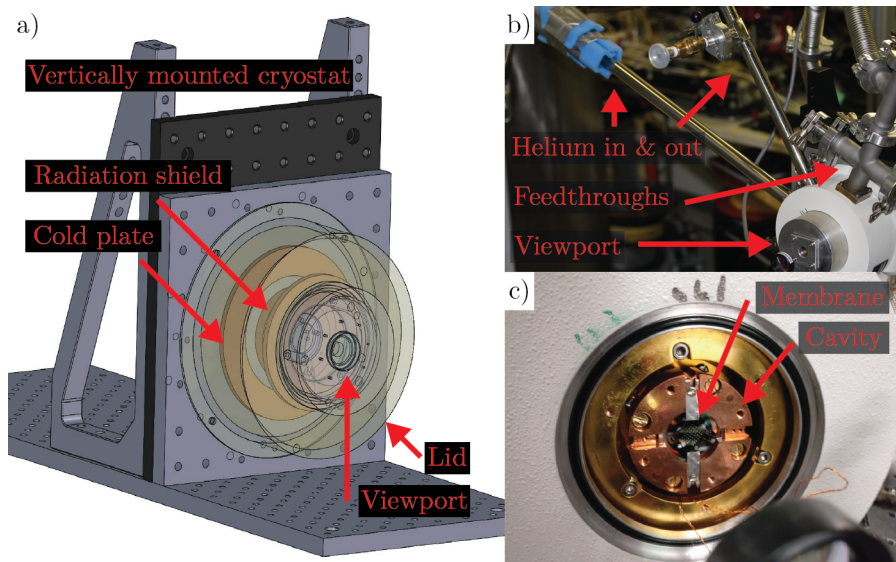 a)
Vertically mounted cryostat
Radiation shield
Cold plate
Lid
Viewport
b)
Helium in & out
Feedthroughs
Viewport
c)
Membrane
Cavity